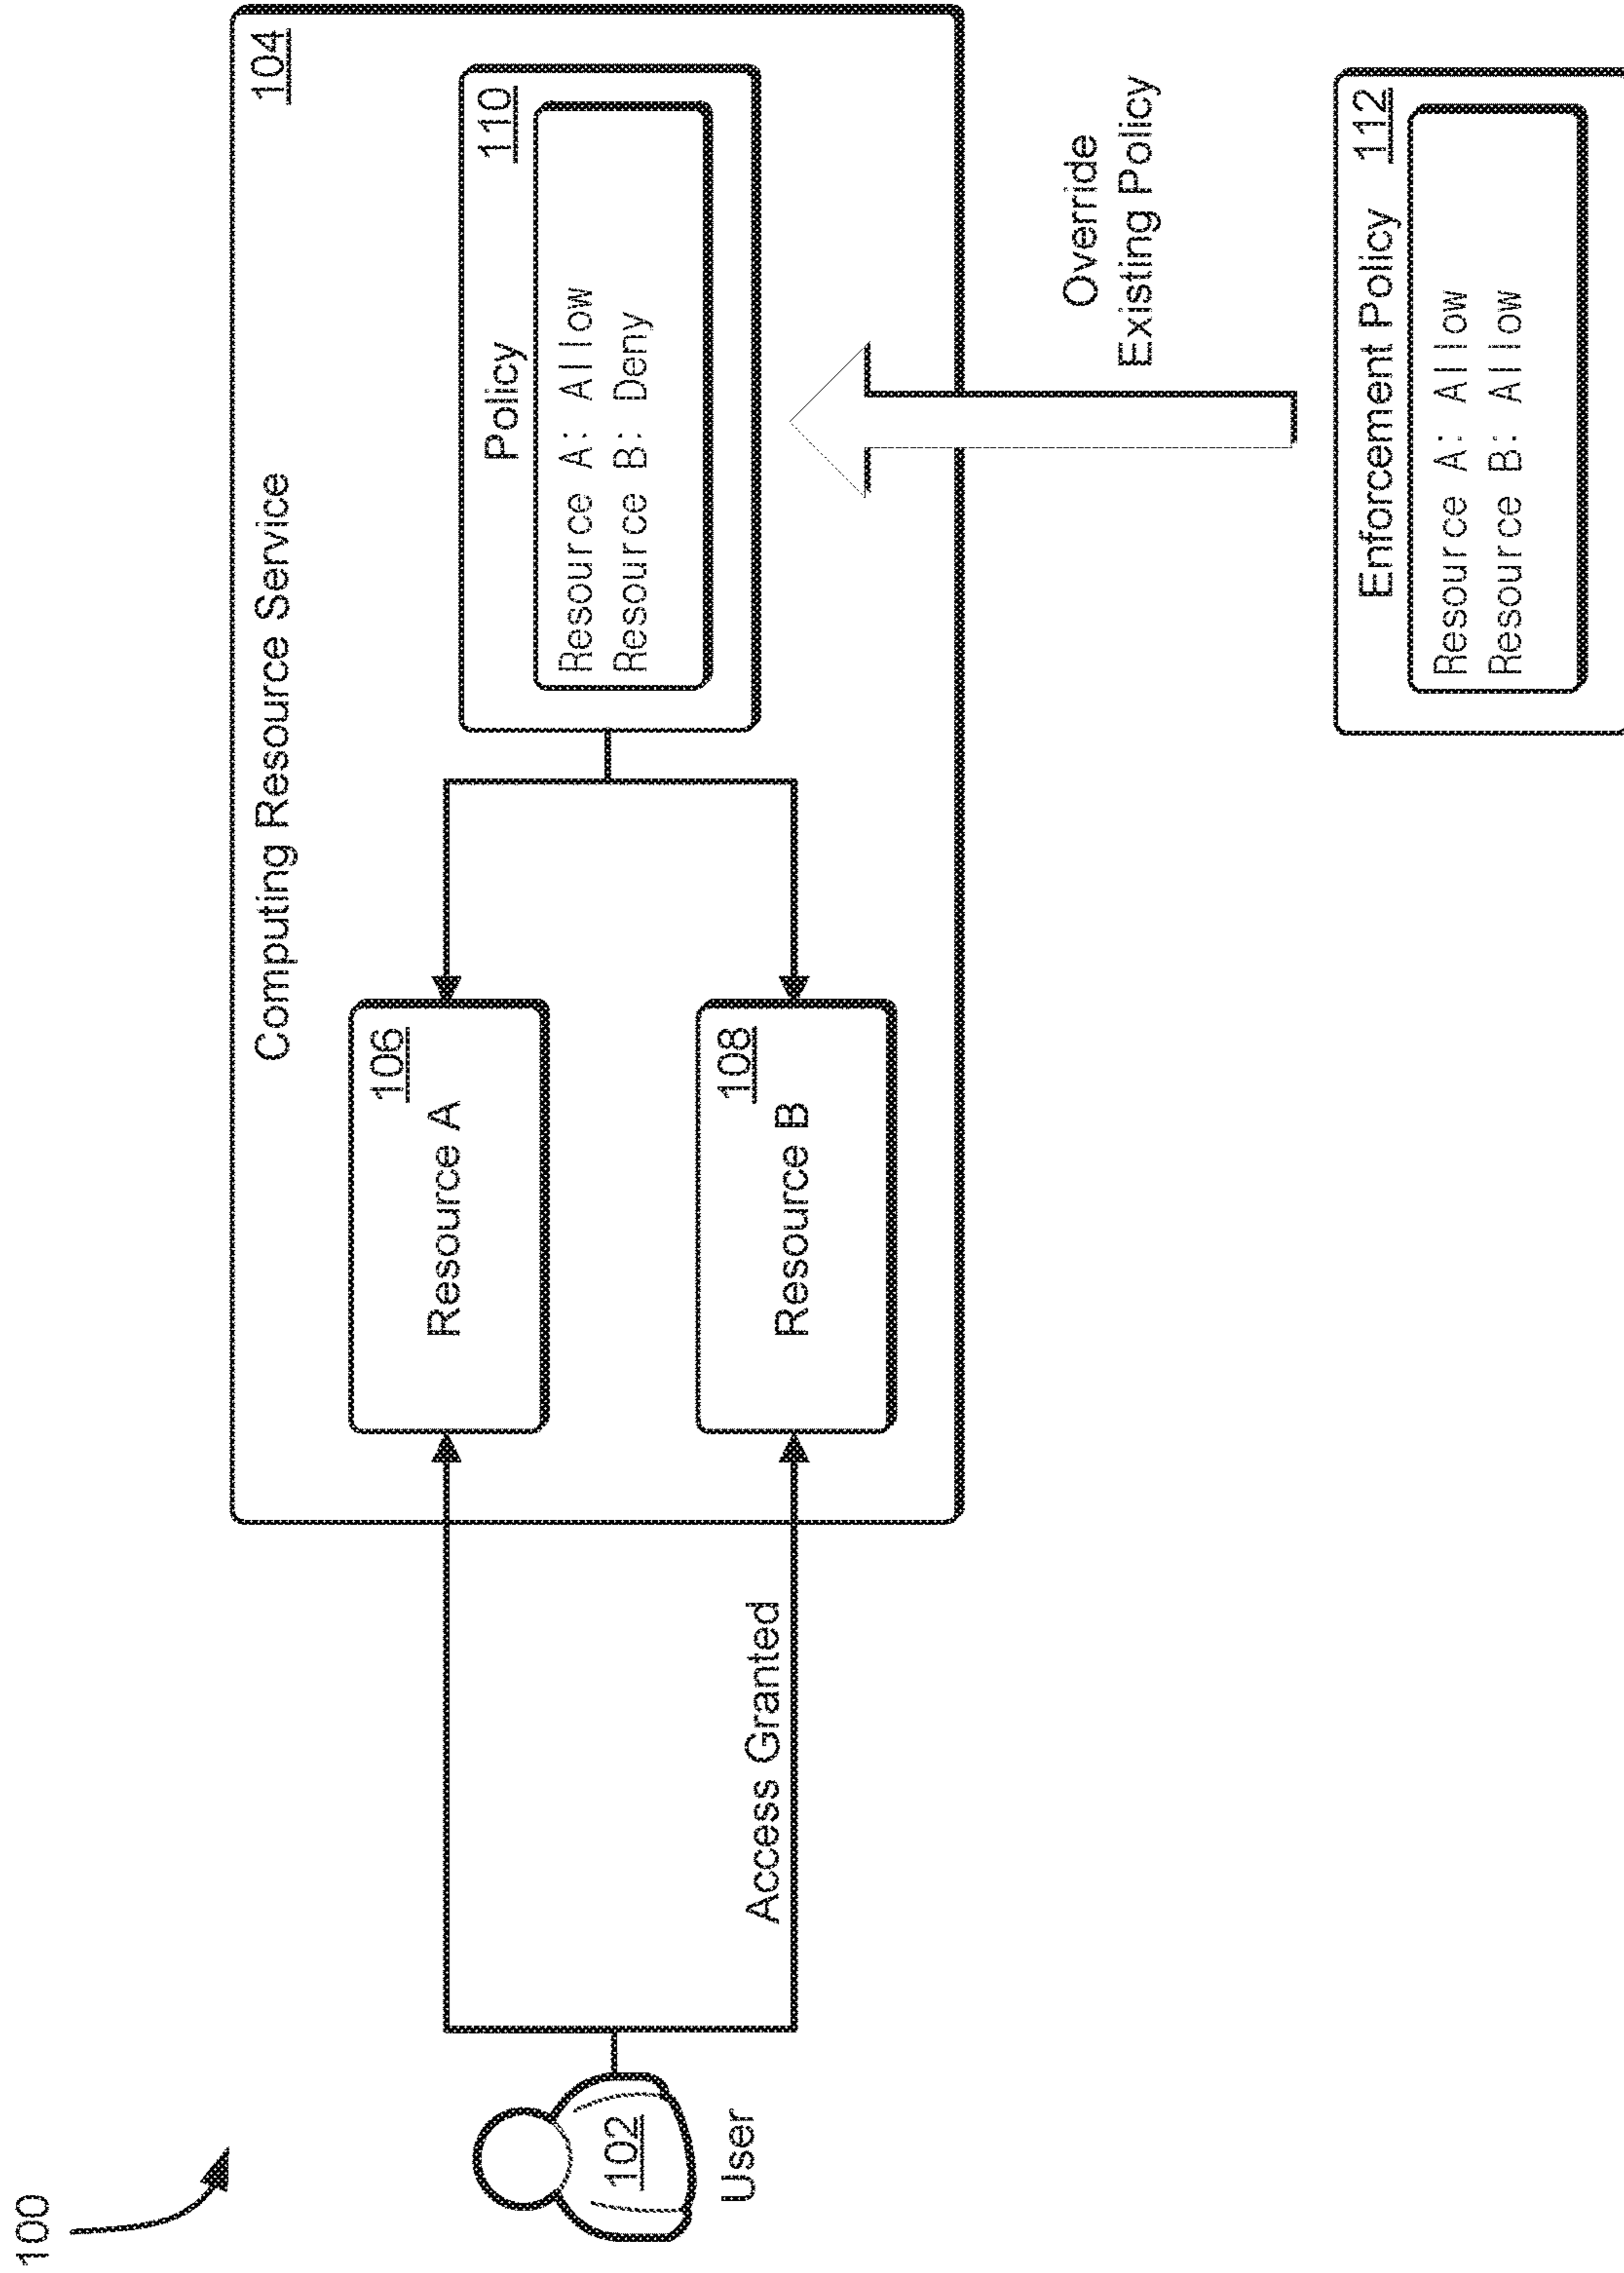 100
Computing Resource Service
104
Resource A
106
Resource B
108
Policy
110
Resource A: Allow
Resource B: Deny
Access Granted
102
User
Override
Existing Policy
Enforcement Policy
112
Resource A: Allow
Resource B: Allow